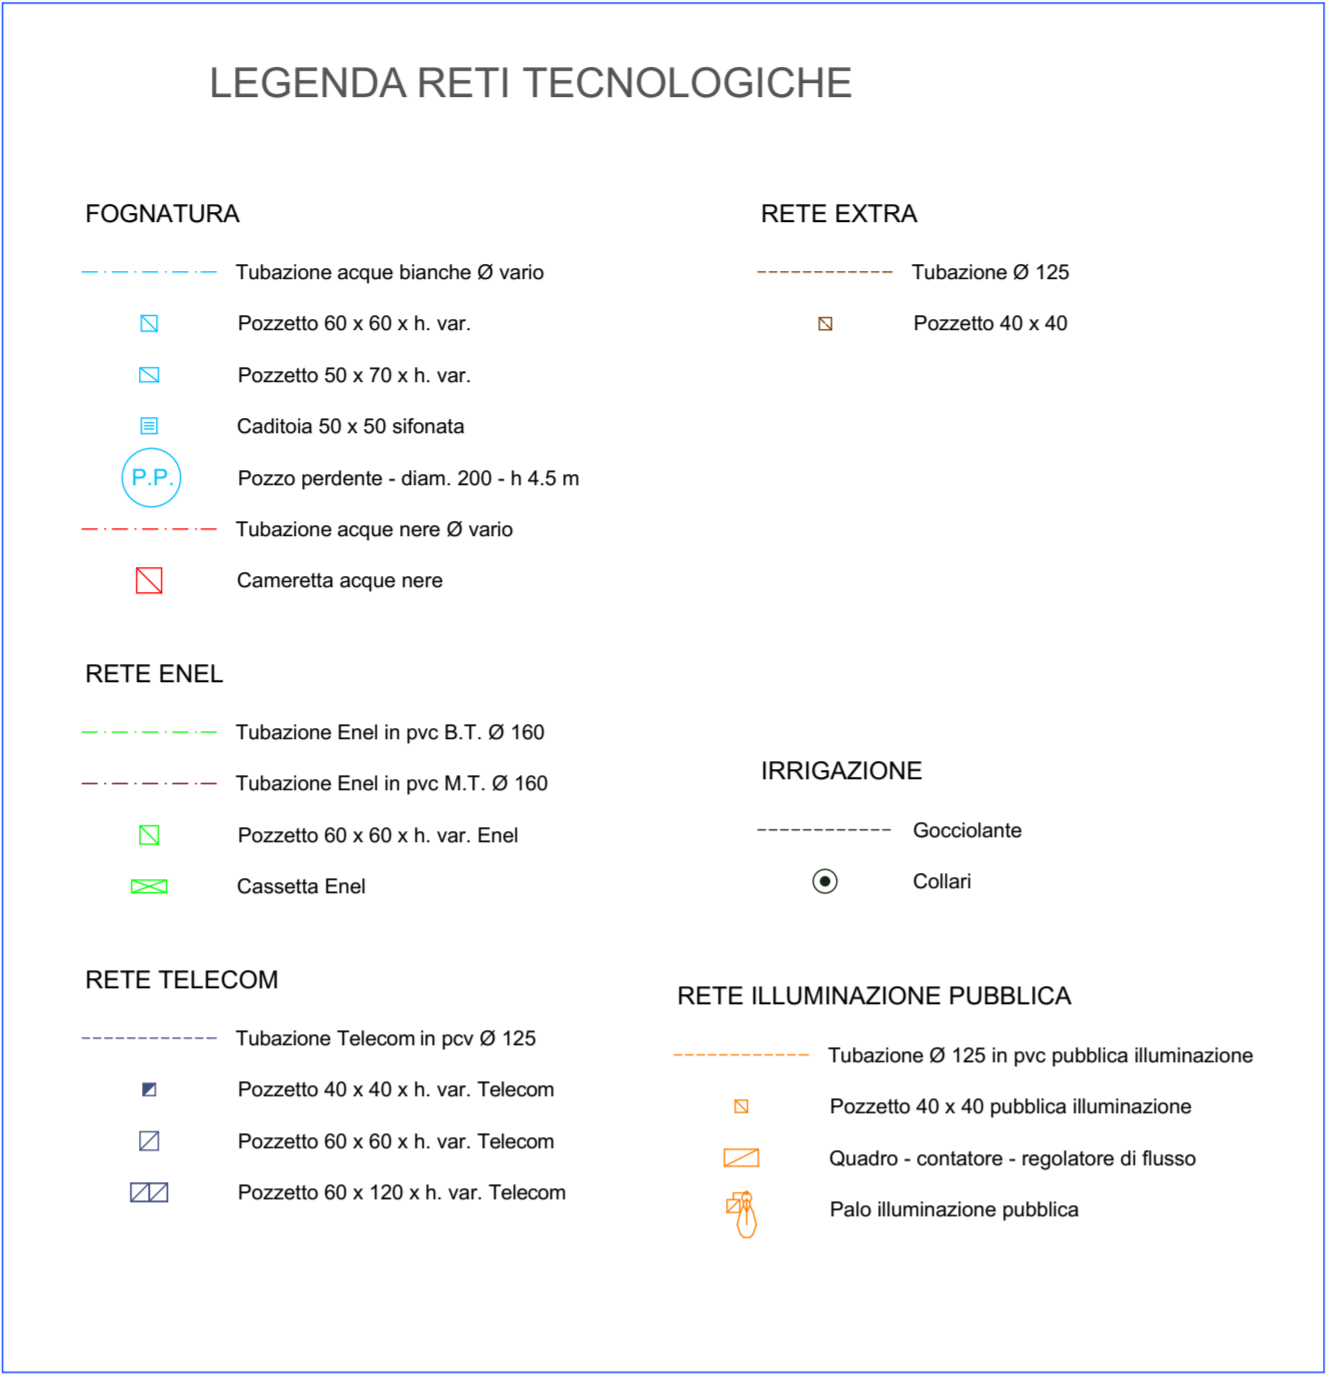 LEGENDA RETI TECNOLOGICHE
FOGNATURA
Tubazione acque bianche Ø vario
Pozzetto 60 x 60 x h. var.
Pozzetto 50 x 70 x h. var.
Caditoia 50 x 50 sifonata
P.P.
Pozzo perdente - diam. 200 - h 4.5 m
Tubazione acque nere Ø vario
Cameretta acque nere
RETE ENEL
Tubazione Enel in pvc B.T. Ø 160
Tubazione Enel in pvc M.T. Ø 160
Pozzetto 60 x 60 x h. var. Enel
Cassetta Enel
RETE TELECOM
Tubazione Telecom in pcv Ø 125
Pozzetto 40 x 40 x h. var. Telecom
Pozzetto 60 x 60 x h. var. Telecom
Pozzetto 60 x 120 x h. var. Telecom
RETE EXTRA
Tubazione Ø 125
Pozzetto 40 x 40
IRRIGAZIONE
Gocciolante
Collari
RETE ILLUMINAZIONE PUBBLICA
Tubazione Ø 125 in pvc pubblica illuminazione
Pozzetto 40 x 40 pubblica illuminazione
Quadro - contatore - regolatore di flusso
Palo illuminazione pubblica